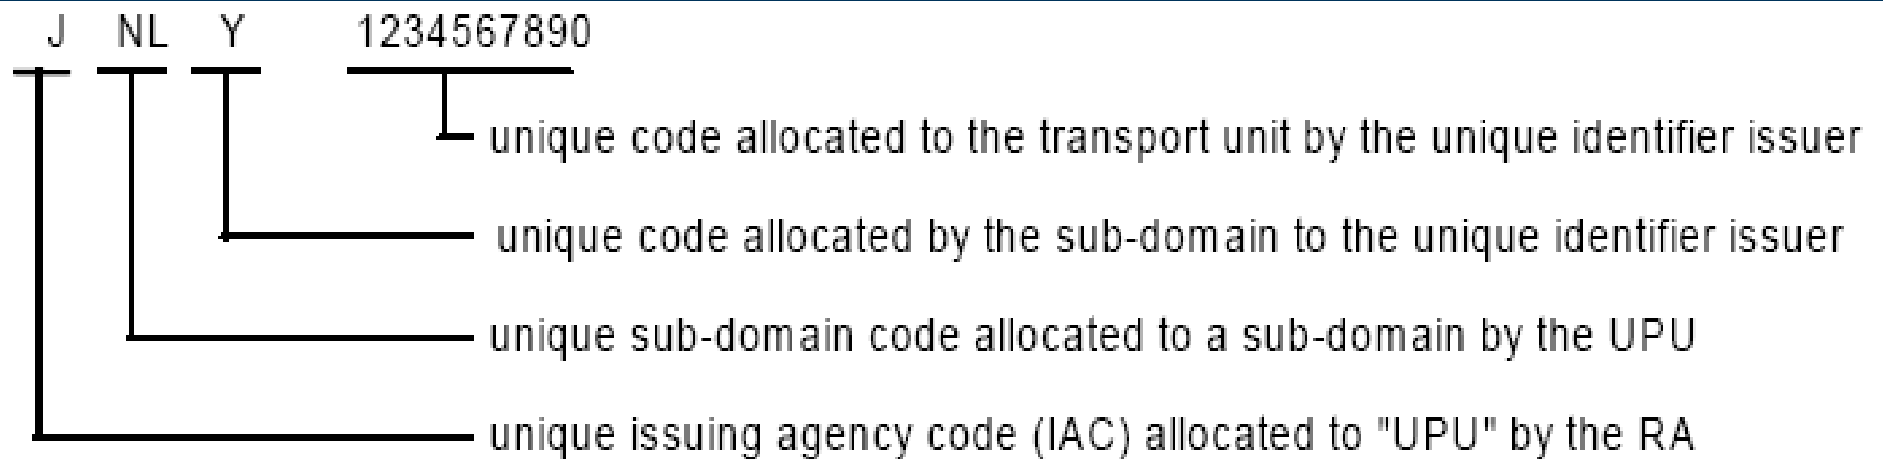 J NL Y 1234567890
unique code allocated to the transport unit by the unique identifier issuer
unique code allocated by the sub-domain to the unique identifier issuer
unique sub-domain code allocated to a sub-domain by the UPU
unique issuing agency code (IAC) allocated to "UPU" by the RA